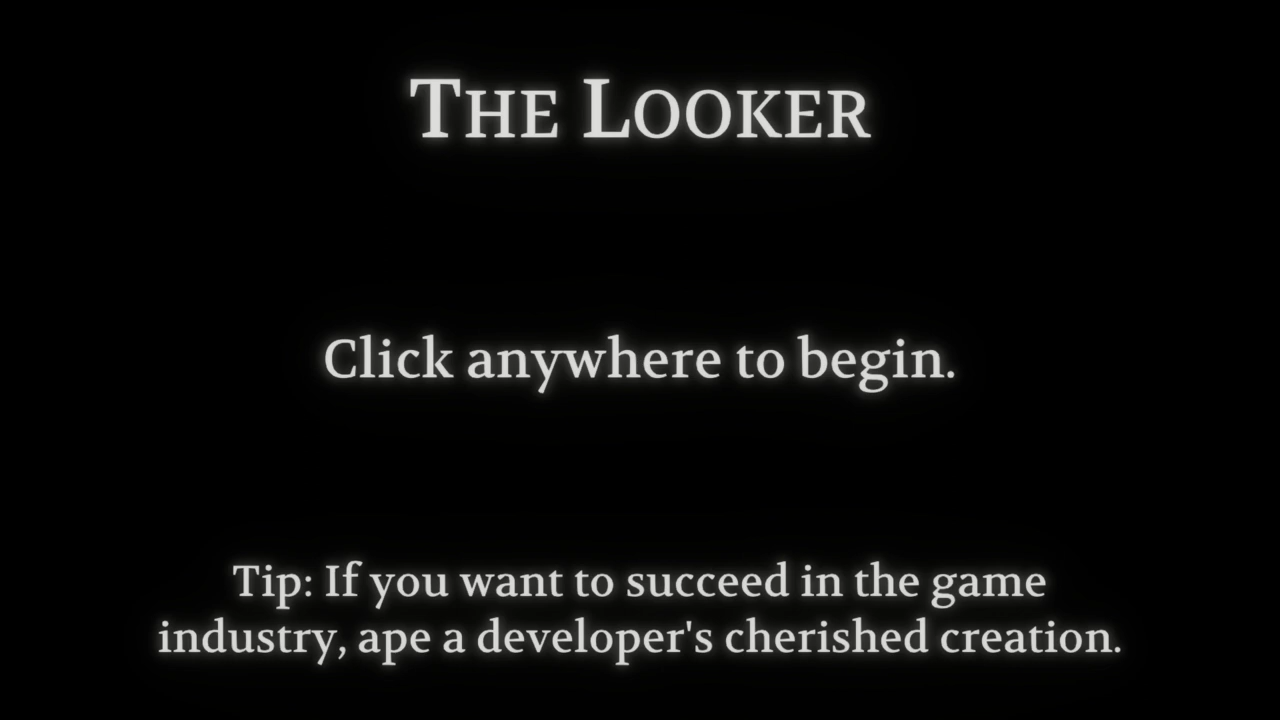 THE LOOKER
Click anywhere to begin.
Tip: If you want to succeed in the game
industry, ape a developer's cherished creation.